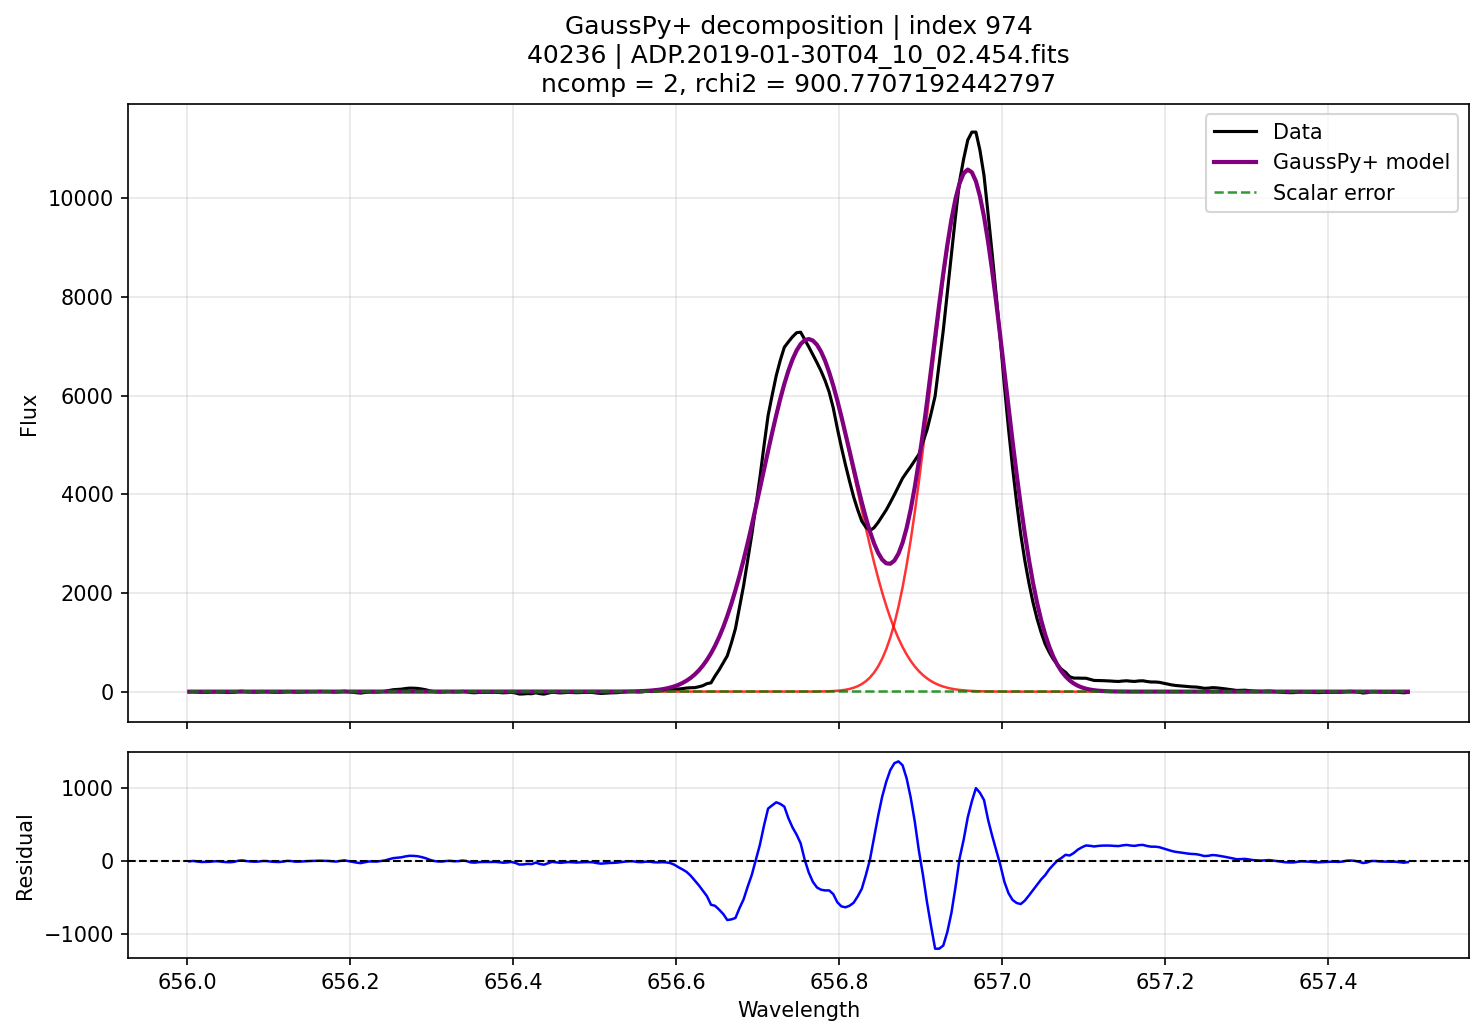 GaussPy+ decomposition | index 974
40236 | ADP.2019-01-30T04_10_02.454.fits
ncomp = 2, rchi2 = 900.7707192442797
Data
GaussPy+ model
Scalar error
Flux
10000
8000
6000
4000
2000
0
Residual
1000
0
−1000
656.0 656.2 656.4 656.6 656.8 657.0 657.2 657.4
Wavelength